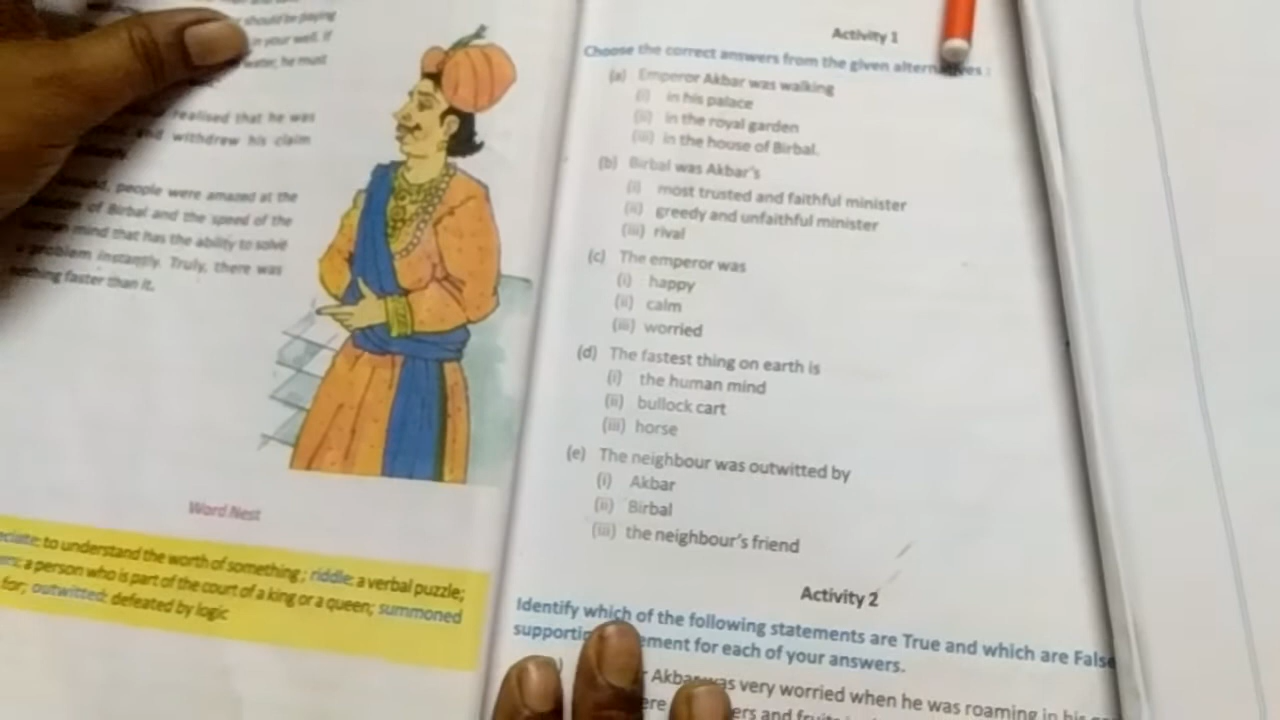 should be paying
in your well. If
water, he must
realised that he was
and withdrew his claim
people were amazed at the
of Birbal and the speed of the
mind that has the ability to solve
problem instantly. Truly, there was
nothing faster than it.
Word Nest
to understand the worth of something; riddle: a verbal puzzle;
a person who is part of the court of a king or a queen; summoned
for; outwitted: defeated by logic
Activity 1
Choose the correct answers from the given alternatives :
(a) Emperor Akbar was walking
(i) in his palace
(ii) in the royal garden
(iii) in the house of Birbal.
(b) Birbal was Akbar's
(i) most trusted and faithful minister
(ii) greedy and unfaithful minister
(iii) rival
(c) The emperor was
(i) happy
(ii) calm
(iii) worried
(d) The fastest thing on earth is
(i) the human mind
(ii) bullock cart
(iii) horse
(e) The neighbour was outwitted by
(i) Akbar
(ii) Birbal
(iii) the neighbour's friend
Activity 2
Identify which of the following statements are True and which are False
for each of your answers.
Akbar was very worried when he was roaming in his
and fruits